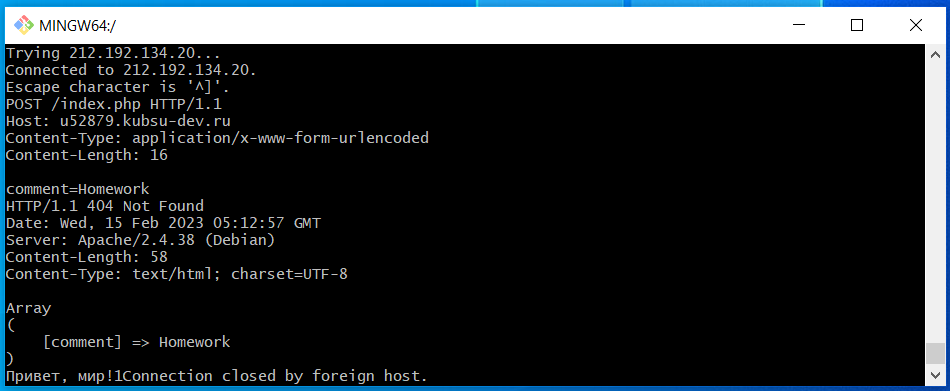 MINGW64:/
Trying 212.192.134.20...
Connected to 212.192.134.20.
Escape character is '^]'.
POST /index.php HTTP/1.1
Host: u52879.kubsu-dev.ru
Content-Type: application/x-www-form-urlencoded
Content-Length: 16

comment=Homework
HTTP/1.1 404 Not Found
Date: Wed, 15 Feb 2023 05:12:57 GMT
Server: Apache/2.4.38 (Debian)
Content-Length: 58
Content-Type: text/html; charset=UTF-8

Array
(
    [comment] => Homework
)
Привет, мир!1Connection closed by foreign host.